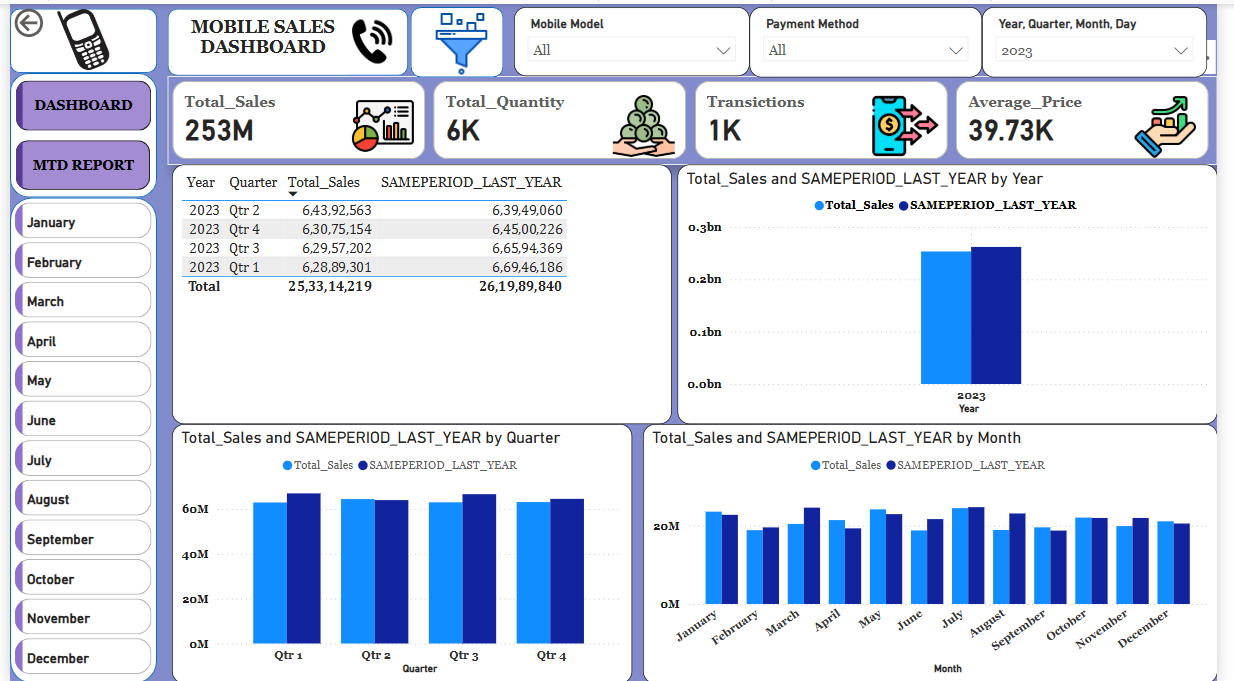 MOBILE SALES
DASHBOARD
Mobile Model
All
Payment Method
All
Year, Quarter, Month, Day
2023
DASHBOARD
MTD REPORT
January
February
March
April
May
June
July
August
September
October
November
December
Total_Sales
253M
Total_Quantity
6K
Transictions
1K
Average_Price
39.73K
Year Quarter Total_Sales SAMEPERIOD_LAST_YEAR
2023 Qtr 2 6,43,92,563 6,39,49,060
2023 Qtr 4 6,30,75,154 6,45,00,226
2023 Qtr 3 6,29,57,202 6,65,94,369
2023 Qtr 1 6,28,89,301 6,69,46,186
Total 25,33,14,219 26,19,89,840
Total_Sales and SAMEPERIOD_LAST_YEAR by Year
Total_Sales SAMEPERIOD_LAST_YEAR
0.3bn
0.2bn
0.1bn
0.0bn
2023
Year
Total_Sales and SAMEPERIOD_LAST_YEAR by Quarter
Total_Sales SAMEPERIOD_LAST_YEAR
60M
40M
20M
0M
Qtr 1 Qtr 2 Qtr 3 Qtr 4
Quarter
Total_Sales and SAMEPERIOD_LAST_YEAR by Month
Total_Sales SAMEPERIOD_LAST_YEAR
20M
0M
January February March April May June July August September October November December
Month